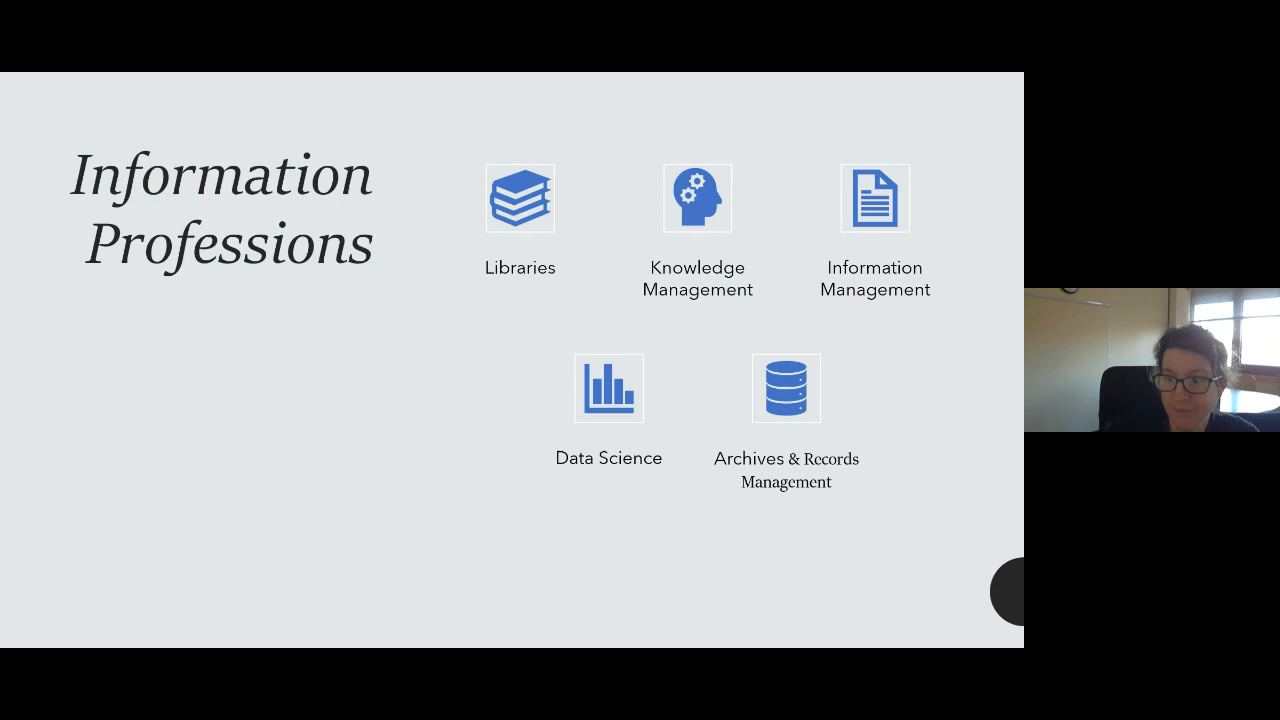 Information
Professions
Libraries
Knowledge
Management
Information
Management
Data Science
Archives & Records
Management